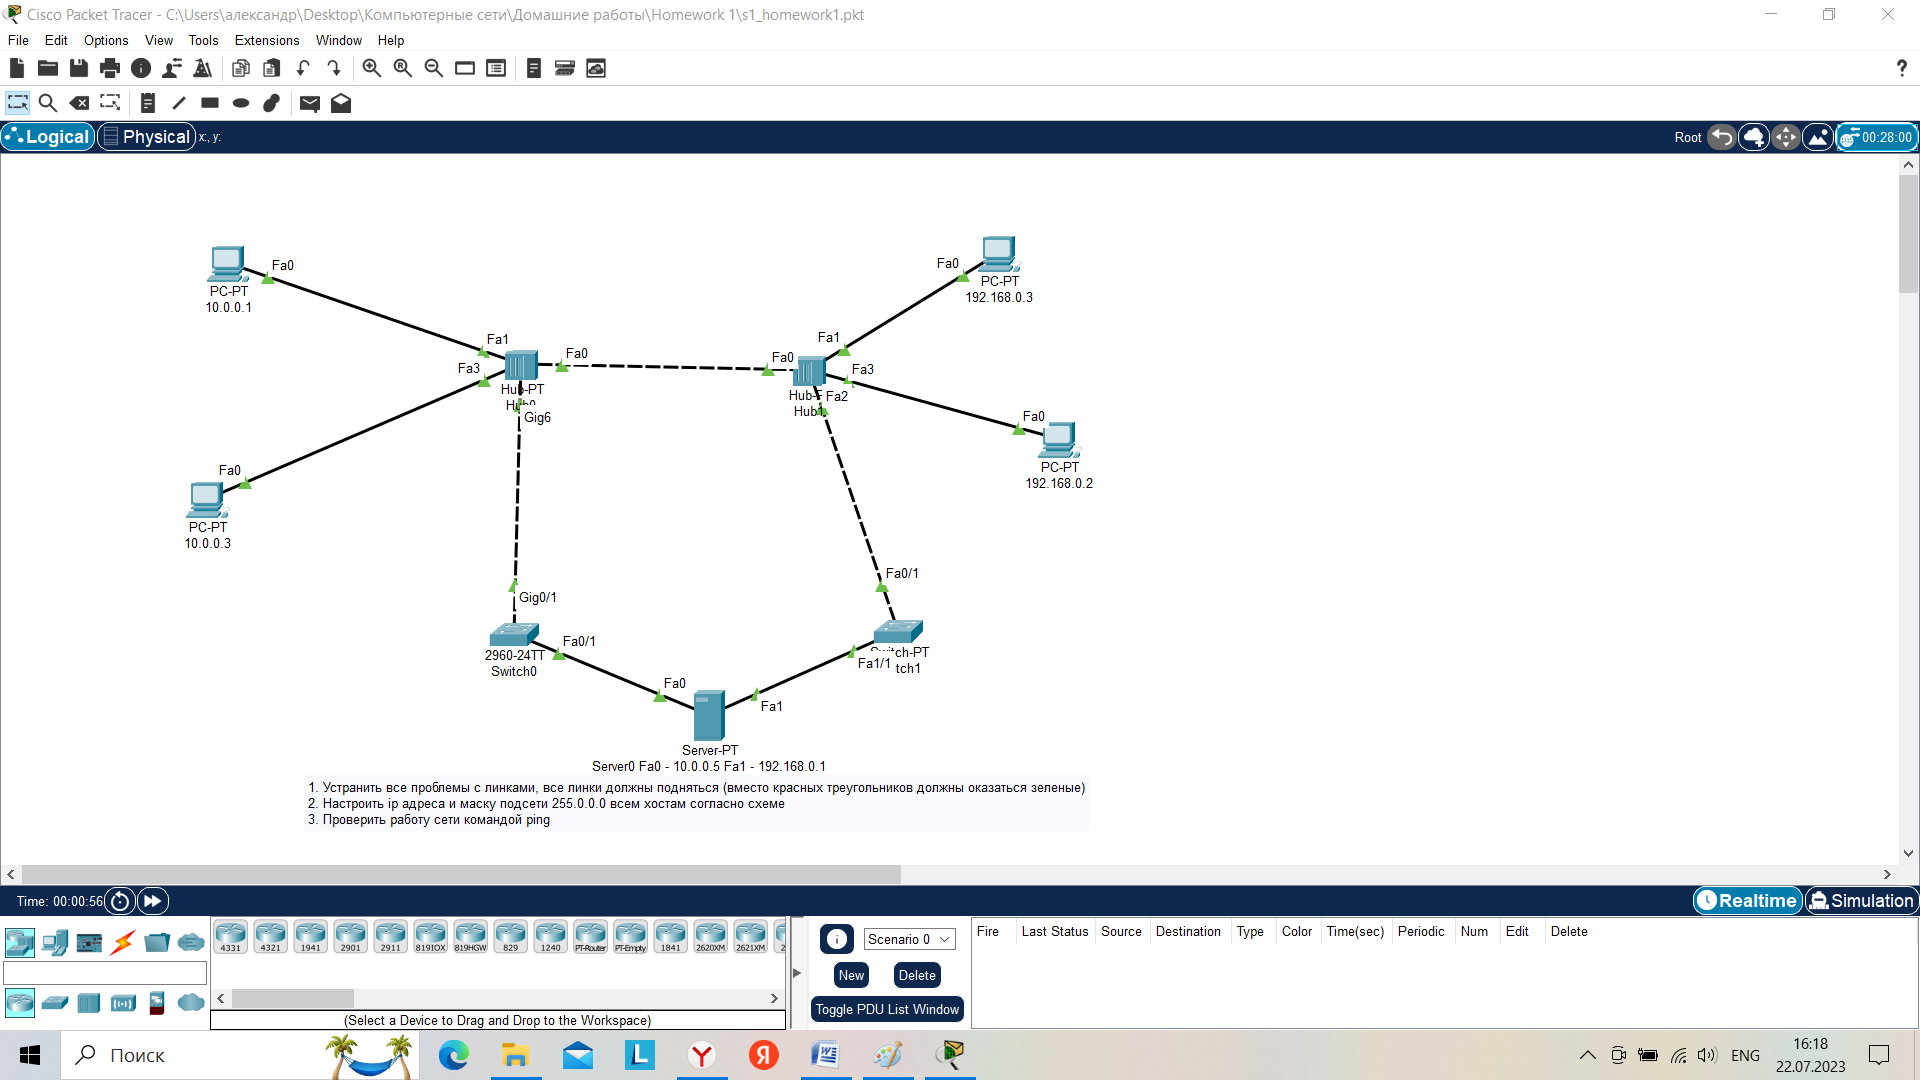 Cisco Packet Tracer - C:\Users\александр\Desktop\Компьютерные сети\Домашние работы\Homework 1\s1_homework1.pkt
File Edit Options View Tools Extensions Window Help
?
Logical Physical x:, y: Root 00:28:00
Fa0
PC-PT
10.0.0.1
Fa0
PC-PT
192.168.0.3
Fa1
Fa3
Fa0
Hub-PT
Gig6
Fa1
Fa0
Fa3
Fa2
Hub1
Fa0
PC-PT
192.168.0.2
Fa0
PC-PT
10.0.0.3
Gig0/1
Fa0/1
2960-24TT
Switch0
Fa0/1
Switch-PT
Fa1/1 tch1
Fa0
Fa1
Server-PT
Server0 Fa0 - 10.0.0.5 Fa1 - 192.168.0.1
1. Устранить все проблемы с линками, все линки должны подняться (вместо красных треугольников должны оказаться зеленые)
2. Настроить ip адреса и маску подсети 255.0.0.0 всем хостам согласно схеме
3. Проверить работу сети командой ping
Time: 00:00:56 Realtime Simulation
4331 4321 1941 2901 2911 819IOX 819HGW 829 1240 PT-Router PT-Empty 1841 2620XM 2621XM 2
(Select a Device to Drag and Drop to the Workspace)
Scenario 0
New Delete
Toggle PDU List Window
Fire Last Status Source Destination Type Color Time(sec) Periodic Num Edit Delete
Поиск
ENG
16:18
22.07.2023